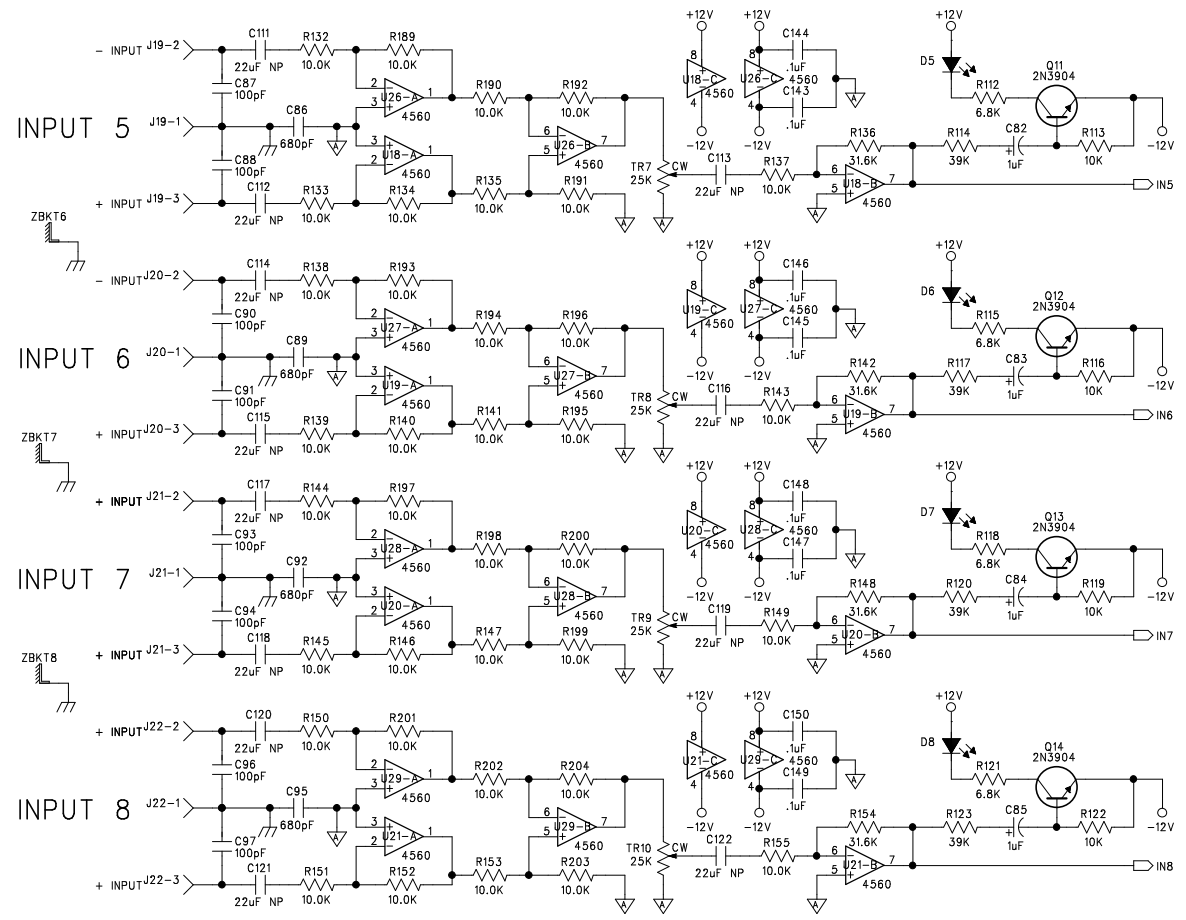 INPUT 5
- INPUT J19-2
J19-1
+ INPUT J19-3
C111
22uF NP
R132
10.0K
R189
10.0K
C87
100pF
C86
680pF
C88
100pF
C112
22uF NP
R133
10.0K
R134
10.0K
2
3
U26-A
1
4560
3
2
U18-A
1
4560
R190
10.0K
R192
10.0K
6
5
U26-B
7
4560
R135
10.0K
R191
10.0K
A
A
TR7
25K
CW
A
C113
22uF NP
R137
10.0K
+12V
8
U18-C
4560
4
-12V
+12V
8
U26-C
4560
4
-12V
C144
.1uF
C143
.1uF
A
R136
31.6K
6
5
U18-B
7
4560
A
+12V
D5
R112
6.8K
Q11
2N3904
R114
39K
C82
+
1uF
R113
10K
-12V
IN5
ZBKT6
INPUT 6
- INPUT J20-2
J20-1
+ INPUT J20-3
C114
22uF NP
R138
10.0K
R193
10.0K
C90
100pF
C89
680pF
C91
100pF
C115
22uF NP
R139
10.0K
R140
10.0K
2
3
U27-A
1
4560
3
2
U19-A
1
4560
R194
10.0K
R196
10.0K
6
5
U27-B
7
4560
R141
10.0K
R195
10.0K
A
A
TR8
25K
CW
A
C116
22uF NP
R143
10.0K
+12V
8
U19-C
4560
4
-12V
+12V
8
U27-C
4560
4
-12V
C146
.1uF
C145
.1uF
A
R142
31.6K
6
5
U19-B
7
4560
A
+12V
D6
R115
6.8K
Q12
2N3904
R117
39K
C83
+
1uF
R116
10K
-12V
IN6
ZBKT7
INPUT 7
+ INPUT J21-2
J21-1
+ INPUT J21-3
C117
22uF NP
R144
10.0K
R197
10.0K
C93
100pF
C92
680pF
C94
100pF
C118
22uF NP
R145
10.0K
R146
10.0K
2
3
U28-A
1
4560
3
2
U20-A
1
4560
R198
10.0K
R200
10.0K
6
5
U28-B
7
4560
R147
10.0K
R199
10.0K
A
A
TR9
25K
CW
A
C119
22uF NP
R149
10.0K
+12V
8
U20-C
4560
4
-12V
+12V
8
U28-C
4560
4
-12V
C148
.1uF
C147
.1uF
A
R148
31.6K
6
5
U20-B
7
4560
A
+12V
D7
R118
6.8K
Q13
2N3904
R120
39K
C84
+
1uF
R119
10K
-12V
IN7
ZBKT8
INPUT 8
+ INPUT J22-2
J22-1
+ INPUT J22-3
C120
22uF NP
R150
10.0K
R201
10.0K
C96
100pF
C95
680pF
C97
100pF
C121
22uF NP
R151
10.0K
R152
10.0K
2
3
U29-A
1
4560
3
2
U21-A
1
4560
R202
10.0K
R204
10.0K
6
5
U29-B
7
4560
R153
10.0K
R203
10.0K
A
A
TR10
25K
CW
A
C122
22uF NP
R155
10.0K
+12V
8
U21-C
4560
4
-12V
+12V
8
U29-C
4560
4
-12V
C150
.1uF
C149
.1uF
A
R154
31.6K
6
5
U21-B
7
4560
A
+12V
D8
R121
6.8K
Q14
2N3904
R123
39K
C85
+
1uF
R122
10K
-12V
IN8